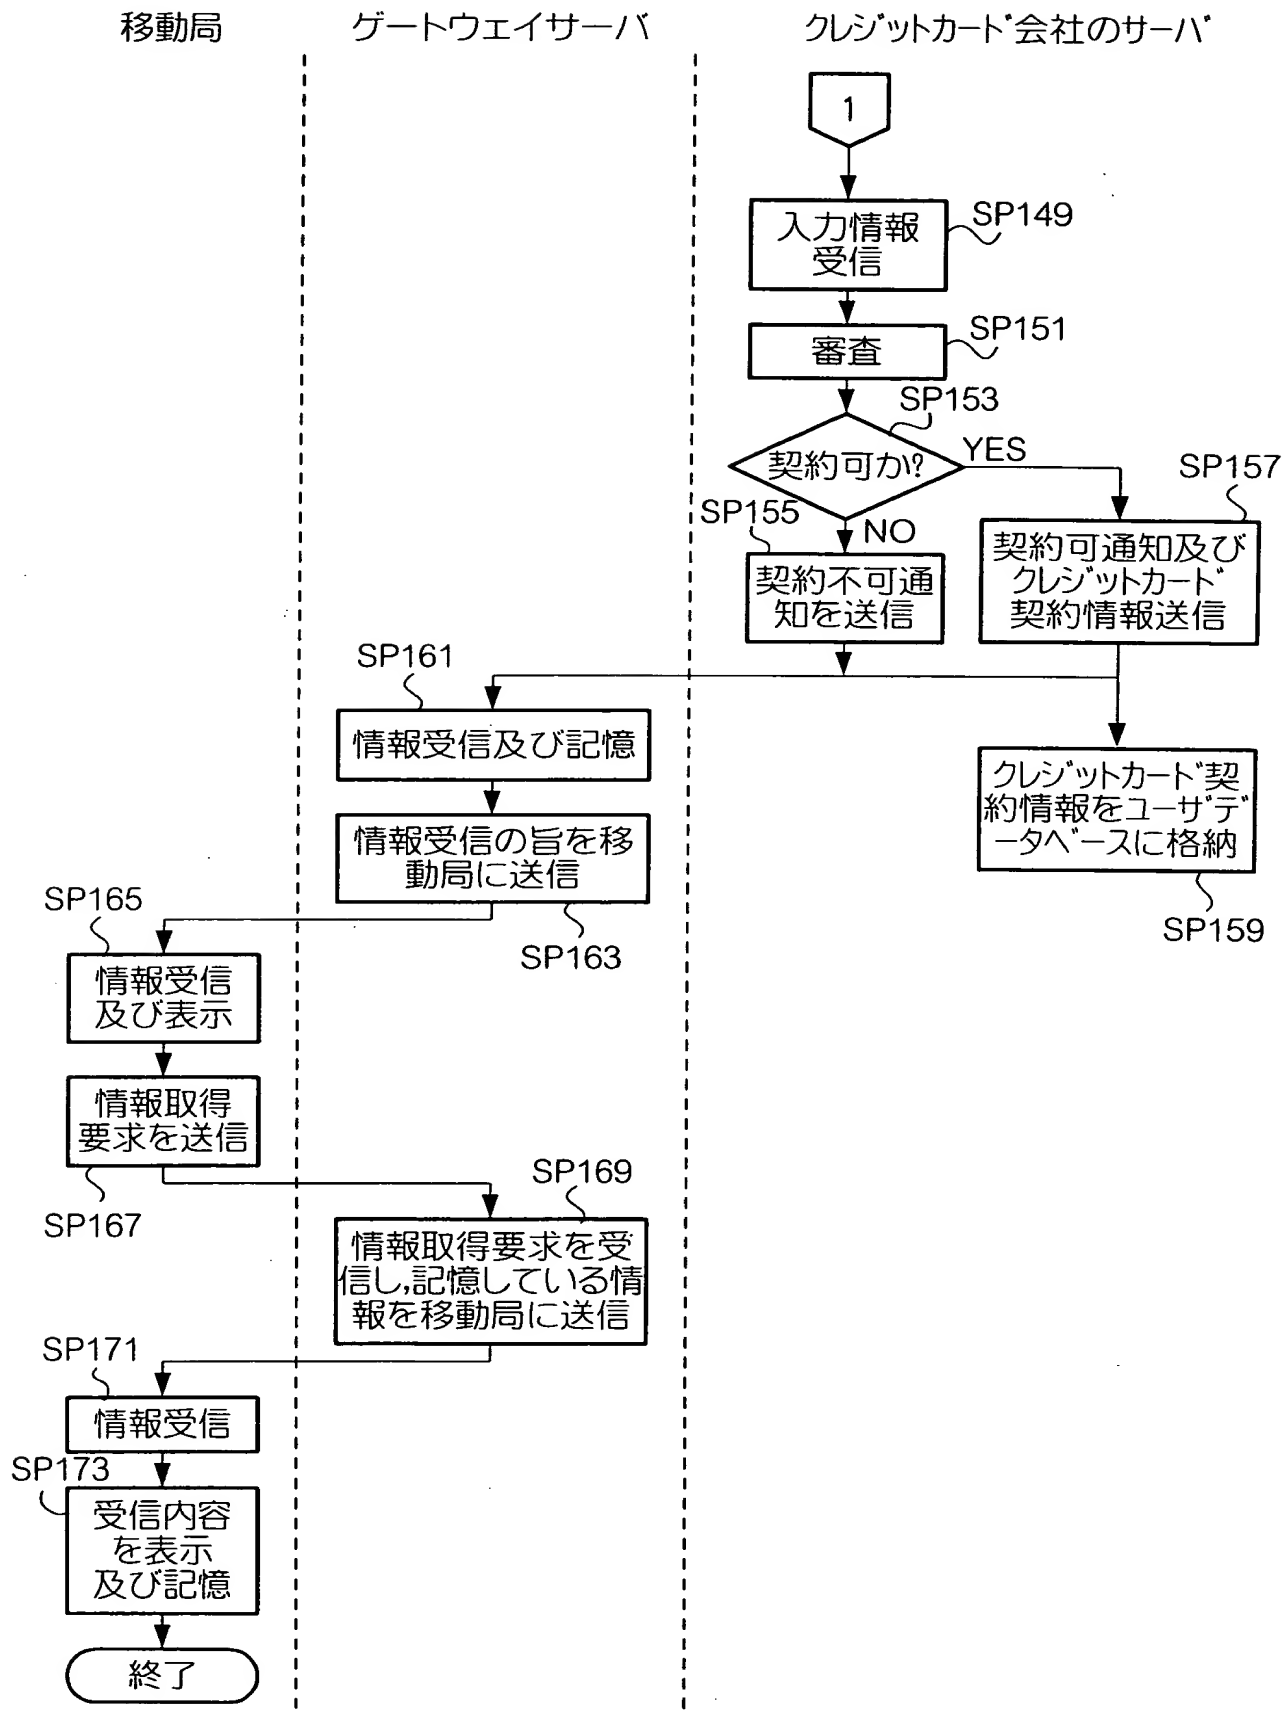 移動局
ゲートウェイサーバ
クレジットカード会社のサーバ
1
入力情報
受信
SP149
審査
SP151
SP153
契約可か?
YES
NO
SP155
契約不可通
知を送信
SP157
契約可通知及び
クレジットカード
契約情報送信
SP161
情報受信及び記憶
クレジットカード契
約情報をユーザデ
ータベースに格納
SP159
情報受信の旨を移
動局に送信
SP163
SP165
情報受信
及び表示
情報取得
要求を送信
SP167
SP169
情報取得要求を受
信し,記憶している情
報を移動局に送信
SP171
情報受信
SP173
受信内容
を表示
及び記憶
終了